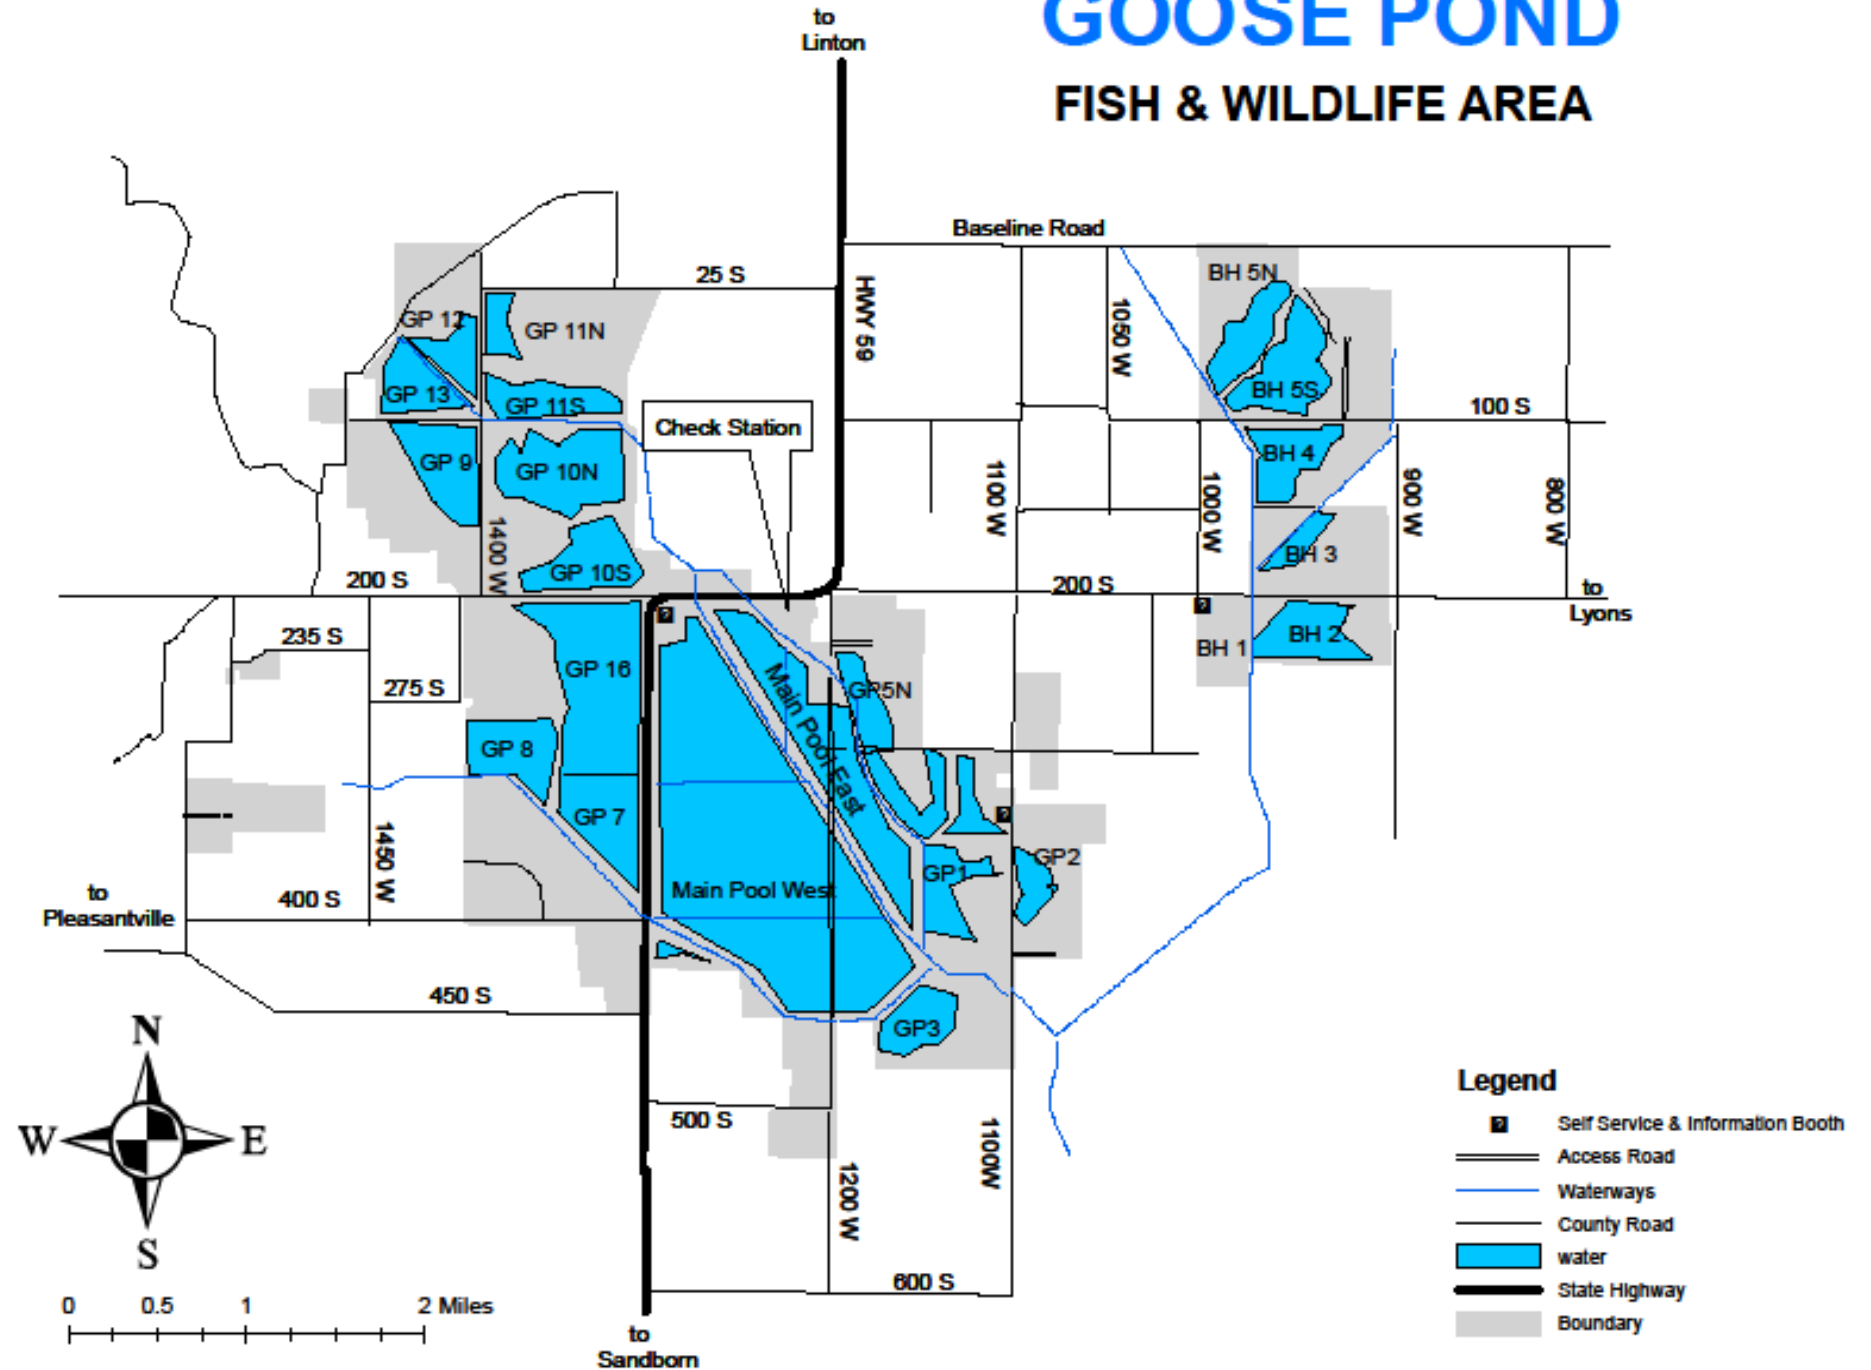 to
Linton
GOOSE POND
FISH & WILDLIFE AREA
Baseline Road
25 S
HWY 59
1050 W
BH 5N
GP 12
GP 11N
GP 13
GP 11S
BH 5S
100 S
Check Station
GP 9
GP 10N
BH 4
1100 W
1000 W
900 W
800 W
1400 W
BH 3
GP 10S
200 S
200 S
to
Lyons
235 S
BH 1
BH 2
GP 16
275 S
GP5N
Main Pool East
GP 8
GP 7
1450 W
GP1
GP2
to
Pleasantville
400 S
Main Pool West
450 S
GP3
N
W
E
S
500 S
1200 W
1100W
600 S
to
Sandborn
0 0.5 1 2 Miles
Legend
? Self Service & Information Booth
Access Road
Waterways
County Road
water
State Highway
Boundary